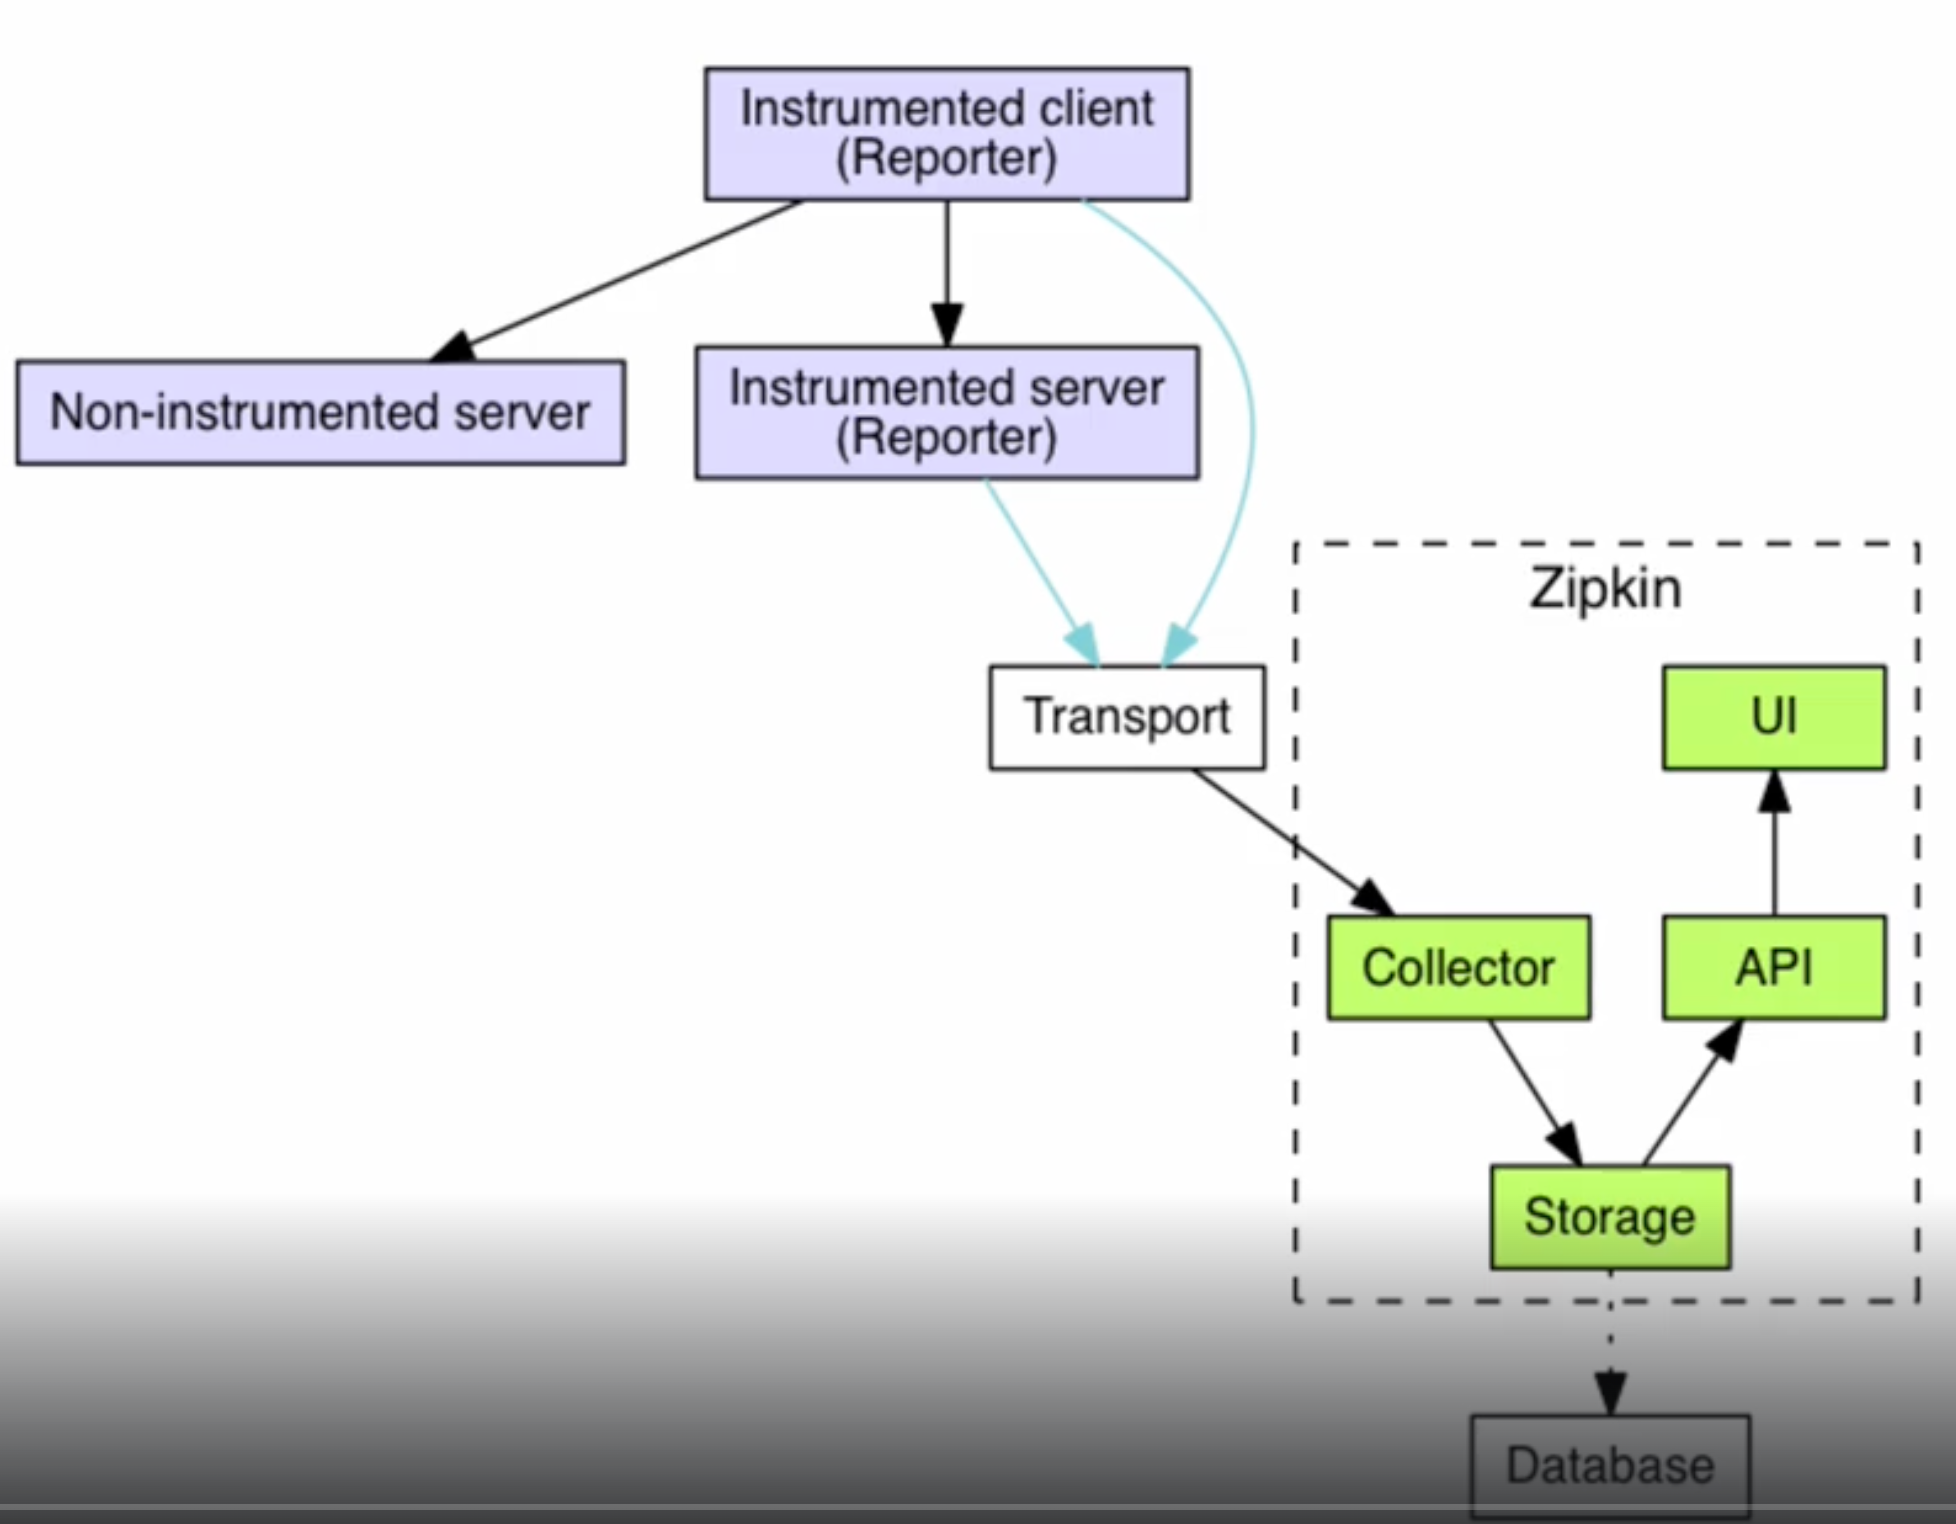 Instrumented client
(Reporter)
Non-instrumented server
Instrumented server
(Reporter)
Zipkin
Transport
UI
Collector
API
Storage
Database